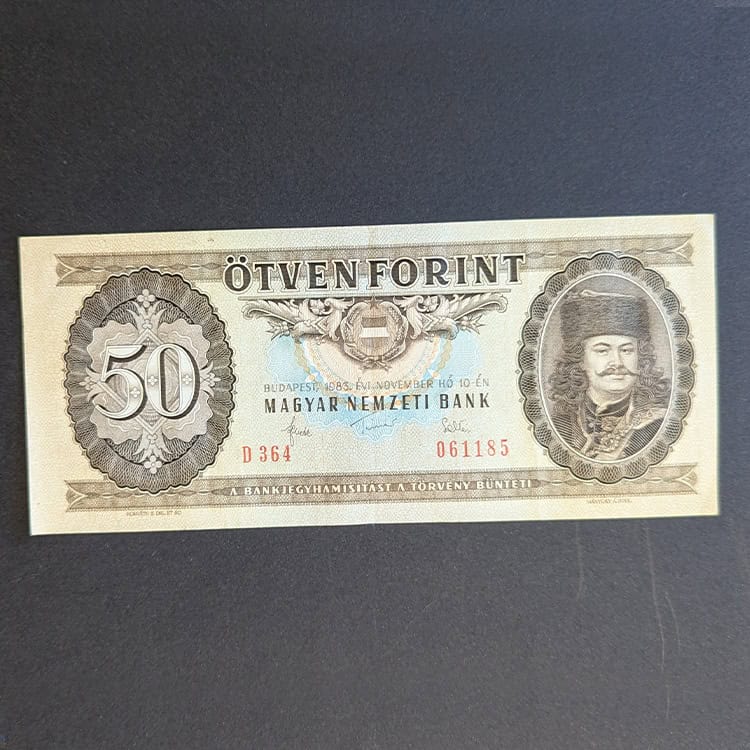 ÖTVEN FORINT
50
BUDAPEST, 1983. ÉVI NOVEMBER HÓ 10-ÉN
MAGYAR NEMZETI BANK
D 364
061185
A BANKJEGYHAMISÍTÁST A TÖRVÉNY BÜNTETI